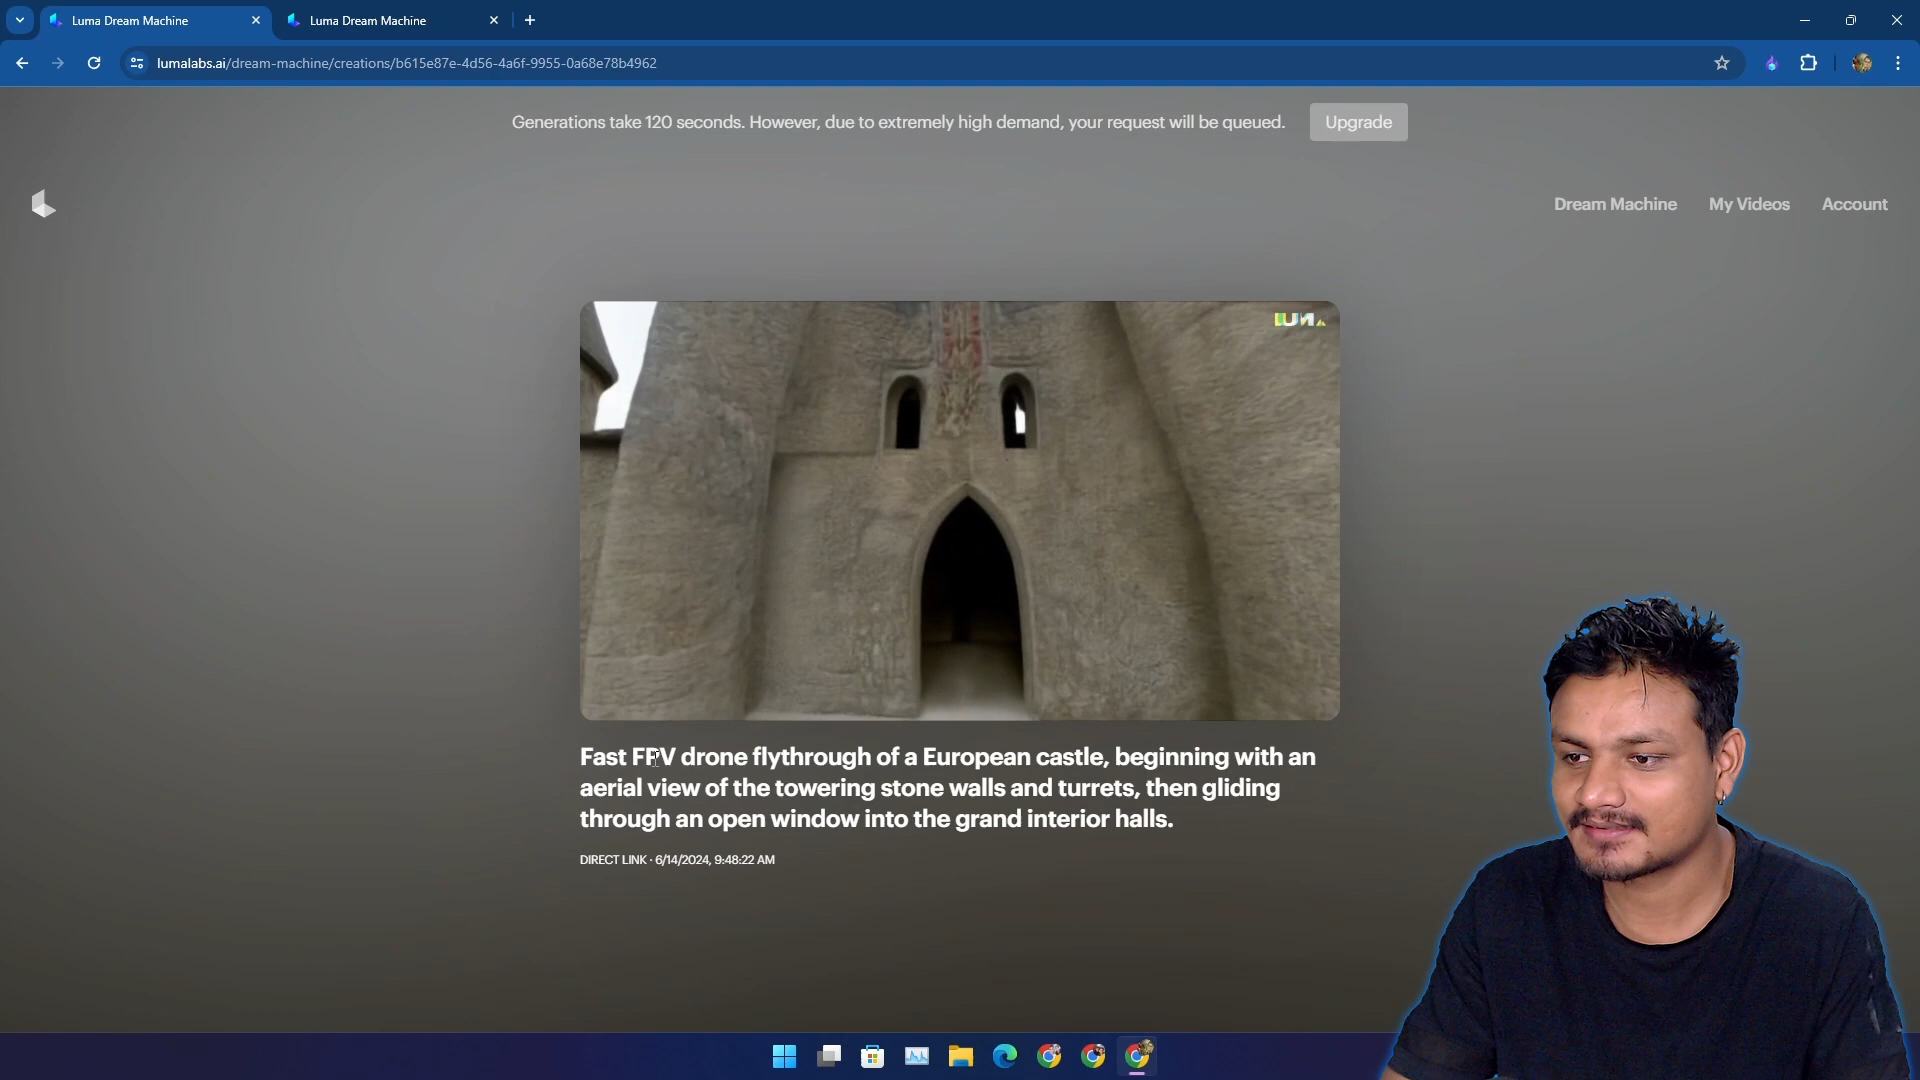 Luma Dream Machine
Luma Dream Machine
lumalabs.ai/dream-machine/creations/b615e87e-4d56-4a6f-9955-0a68e78b4962
Generations take 120 seconds. However, due to extremely high demand, your request will be queued.
Upgrade
Dream Machine
My Videos
Account
LUMA
Fast FPV drone flythrough of a European castle, beginning with an
aerial view of the towering stone walls and turrets, then gliding
through an open window into the grand interior halls.
DIRECT LINK · 6/14/2024, 9:48:22 AM